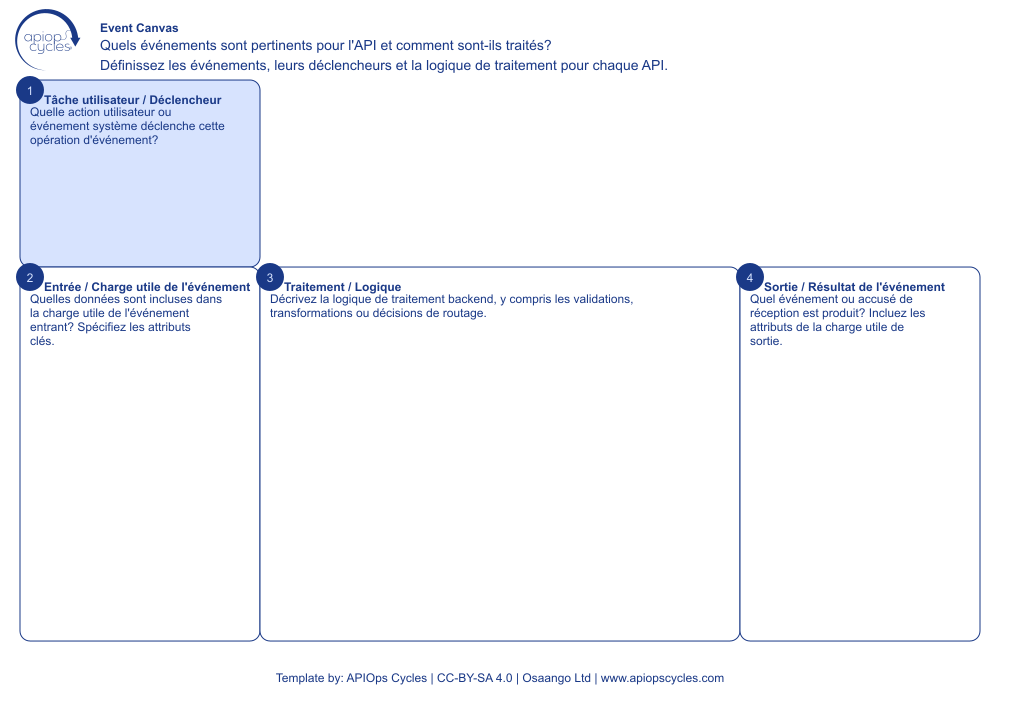 apiops
cycles
Event Canvas
Quels événements sont pertinents pour l'API et comment sont-ils traités?
Définissez les événements, leurs déclencheurs et la logique de traitement pour chaque API.
1
Tâche utilisateur / Déclencheur
Quelle action utilisateur ou
événement système déclenche cette
opération d'événement?
2
Entrée / Charge utile de l'événement
Quelles données sont incluses dans
la charge utile de l'événement
entrant? Spécifiez les attributs
clés.
3
Traitement / Logique
Décrivez la logique de traitement backend, y compris les validations,
transformations ou décisions de routage.
4
Sortie / Résultat de l'événement
Quel événement ou accusé de
réception est produit? Incluez les
attributs de la charge utile de
sortie.
Template by: APIOps Cycles | CC-BY-SA 4.0 | Osaango Ltd | www.apiopscycles.com